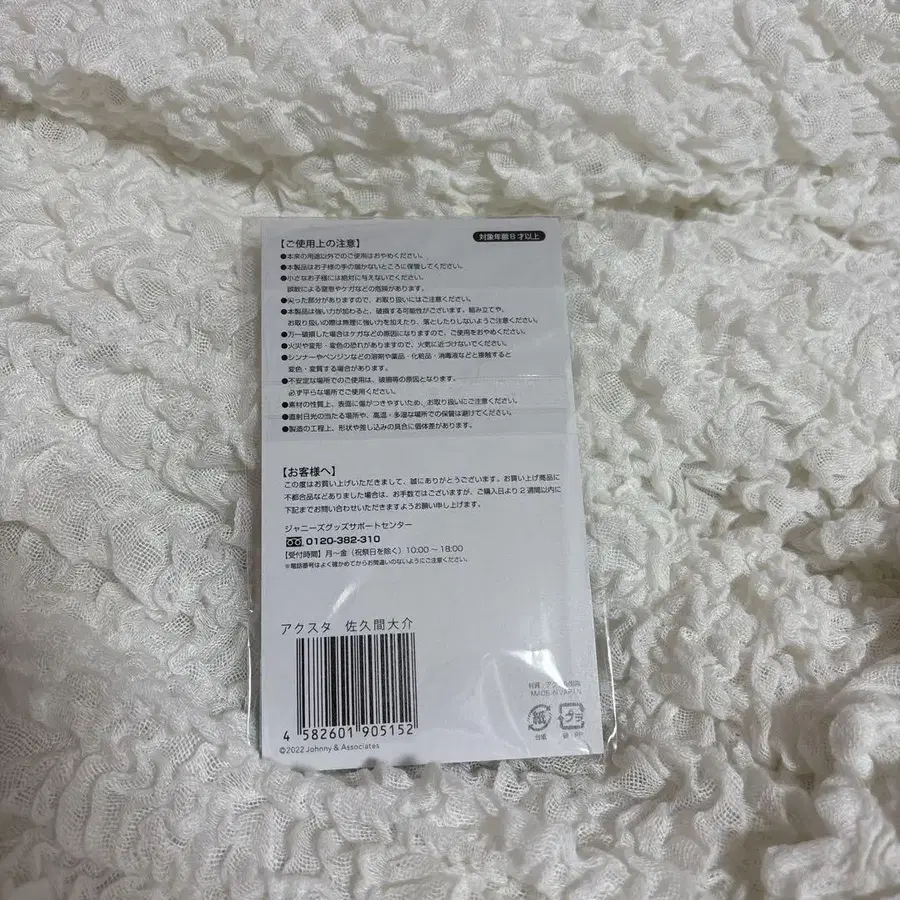 【ご使用上の注意】
対象年齢6才以上
●本来の用途以外でのご使用はおやめください。
●本製品はお子様の手の届かないところに保管してください。
●小さなお子様には絶対に与えないでください。
誤飲による窒息やケガなどの危険があります。
●尖った部分がありますので、お取り扱いにはご注意ください。
●本製品は強い力が加わると、破損する可能性がございます。組み立てや、
お取り扱いの際は無理に強い力を加えたり、落としたりしないようご注意ください。
●万一破損した場合はケガなどの原因になりますので、ご使用をおやめください。
●火災や変形・変色の恐れがありますので、火気に近づけないでください。
●シンナーやベンジンなどの溶剤や薬品・化粧品・消毒液などと接触すると
変色・変質する場合があります。
●不安定な場所でのご使用は、破損等の原因となります。
必ず平らな場所でご使用ください。
●素材の性質上、表面に傷がつきやすいため、お取り扱いにご注意ください。
●直射日光の当たる場所や、高温・多湿な場所での保管は避けてください。
●製造の工程上、形状や差し込みの具合に個体差があります。
【お客様へ】
この度はお買い上げいただきまして、誠にありがとうございます。お買い上げ商品に
不都合品などありました場合は、お手数ではございますが、ご購入日より2週間以内に
下記までお問い合わせいただきますようお願い申し上げます。
ジャニーズグッズサポートセンター
0120-382-310
【受付時間】月〜金（祝祭日を除く）10:00〜18:00
※電話番号はよく確かめてからお間違いのないようにご注意ください。
アクスタ 佐久間大介
4 582601 905152
©2022 Johnny & Associates
材質：アクリル樹脂
MADE IN JAPAN
紙 プラ
台紙 袋・PP